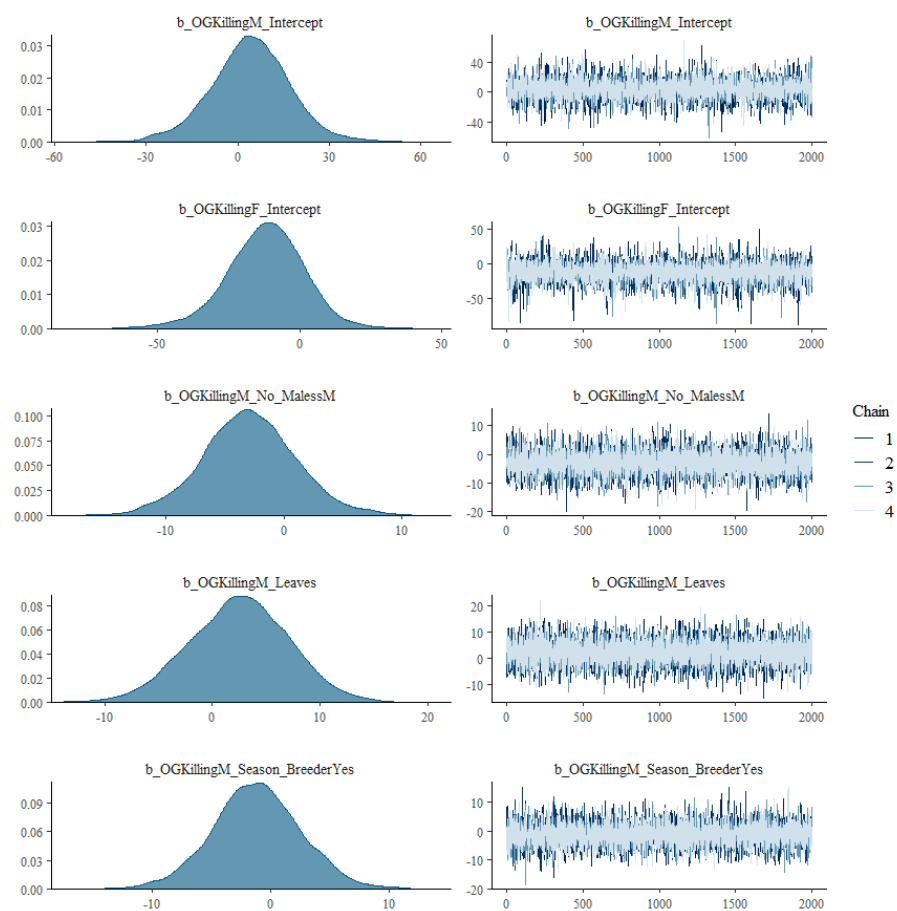 b_OGKillingM_Intercept
0.03
0.02
0.01
0.00
-60 -30 0 30 60
b_OGKillingM_Intercept
40
0
-40
0 500 1000 1500 2000
b_OGKillingF_Intercept
0.03
0.02
0.01
0.00
-50 0 50
b_OGKillingF_Intercept
50
0
-50
0 500 1000 1500 2000
b_OGKillingM_No_MalessM
0.100
0.075
0.050
0.025
0.000
-10 0 10
b_OGKillingM_No_MalessM
10
0
-10
-20
0 500 1000 1500 2000
Chain
1
2
3
4
b_OGKillingM_Leaves
0.08
0.06
0.04
0.02
0.00
-10 0 10 20
b_OGKillingM_Leaves
20
10
0
-10
0 500 1000 1500 2000
b_OGKillingM_Season_BreederYes
0.09
0.06
0.03
0.00
-10 0 10
b_OGKillingM_Season_BreederYes
10
0
-10
-20
0 500 1000 1500 2000